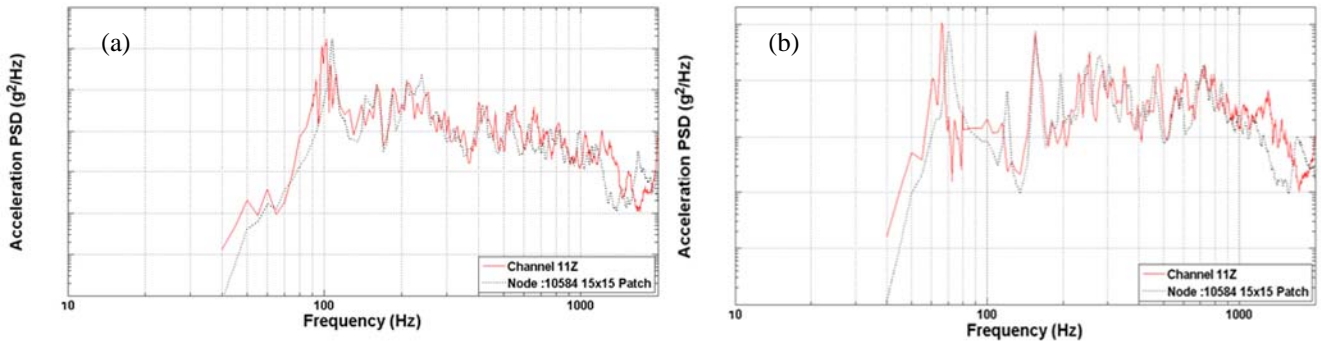 (a)
Acceleration PSD (g²/Hz)
Channel 11Z
Node :10584 15x15 Patch
10 100 1000
Frequency (Hz)
(b)
Acceleration PSD (g²/Hz)
Channel 11Z
Node :10584 15x15 Patch
10 100 1000
Frequency (Hz)